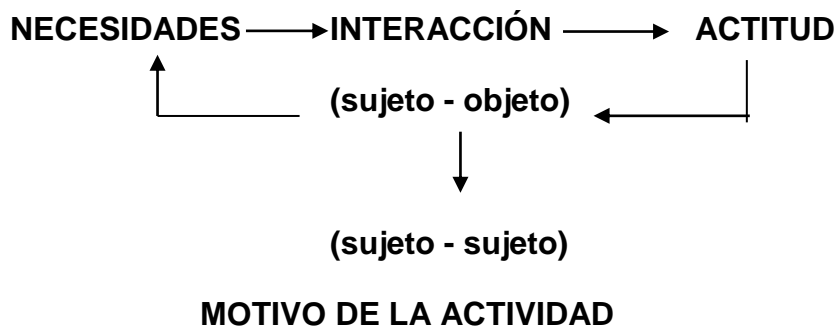 NECESIDADES INTERACCIÓN ACTITUD
(sujeto - objeto)
(sujeto - sujeto)
MOTIVO DE LA ACTIVIDAD